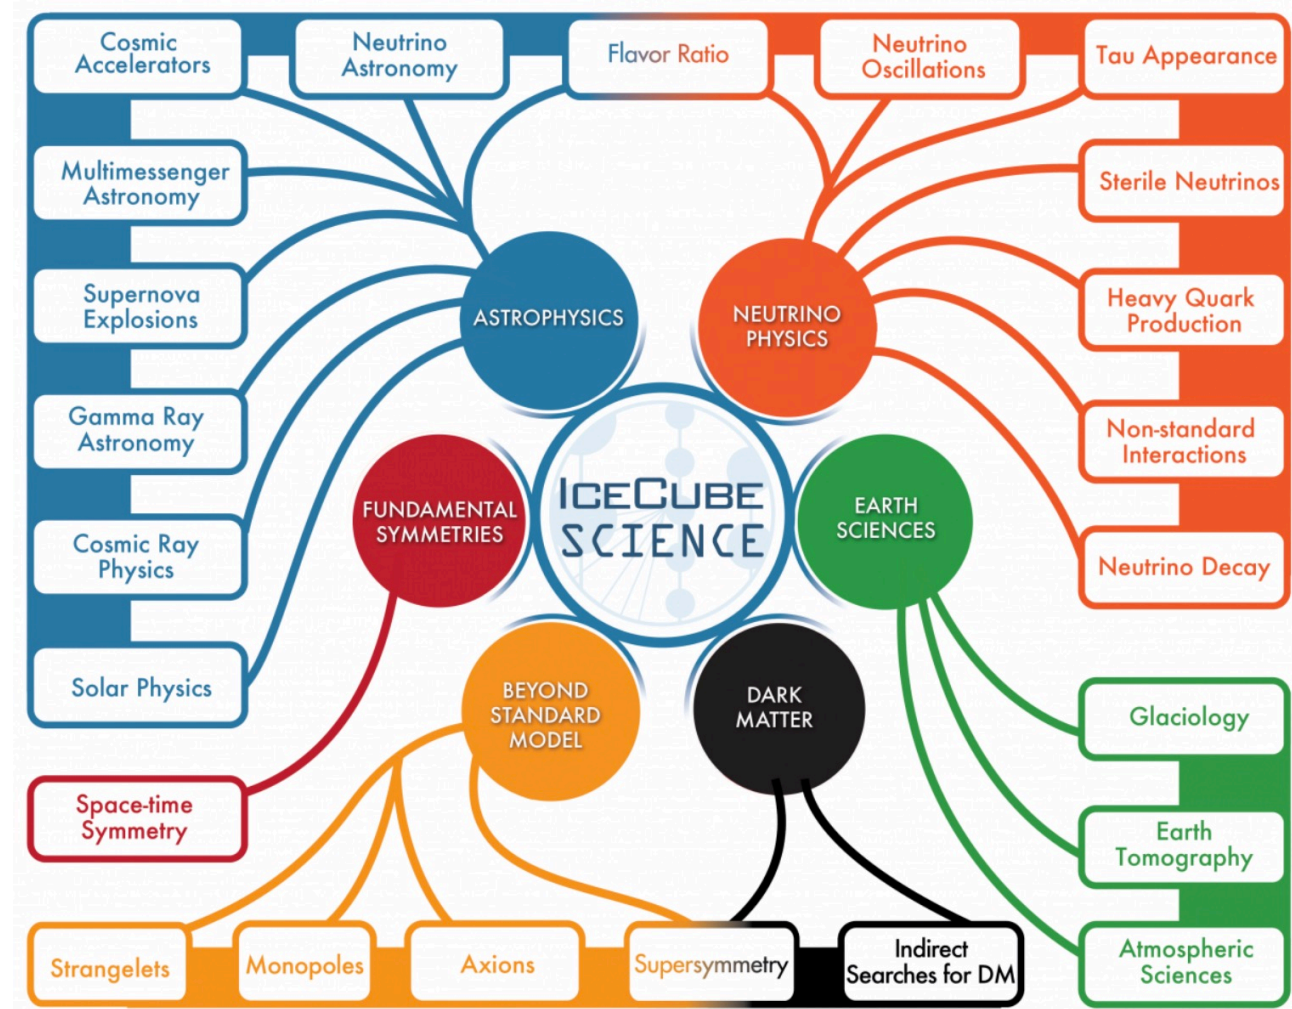 Cosmic
Accelerators
Neutrino
Astronomy
Flavor Ratio
Neutrino
Oscillations
Tau Appearance
Multimessenger
Astronomy
Sterile Neutrinos
Supernova
Explosions
Heavy Quark
Production
ASTROPHYSICS
NEUTRINO
PHYSICS
Gamma Ray
Astronomy
Non-standard
Interactions
FUNDAMENTAL
SYMMETRIES
ICECUBE
SCIENCE
EARTH
SCIENCES
Cosmic Ray
Physics
Neutrino Decay
Solar Physics
BEYOND
STANDARD
MODEL
DARK
MATTER
Glaciology
Space-time
Symmetry
Earth
Tomography
Strangelets
Monopoles
Axions
Supersymmetry
Indirect
Searches for DM
Atmospheric
Sciences